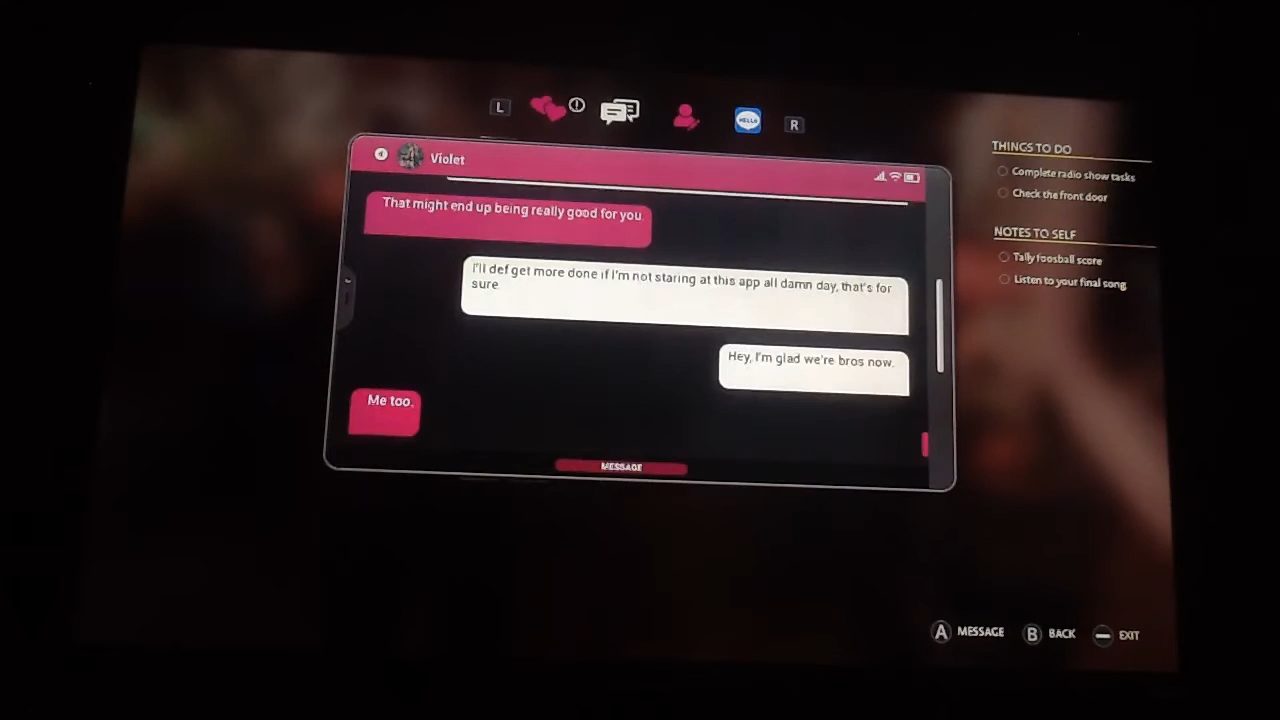 L
HELLO
R
Violet
THINGS TO DO
Complete radio show tasks
Check the front door
NOTES TO SELF
Tally foosball score
Listen to your final song
That might end up being really good for you.
I'll def get more done if I'm not staring at this app all damn day, that's for
sure
Hey, I'm glad we're bros now.
Me too.
MESSAGE
A MESSAGE B BACK EXIT